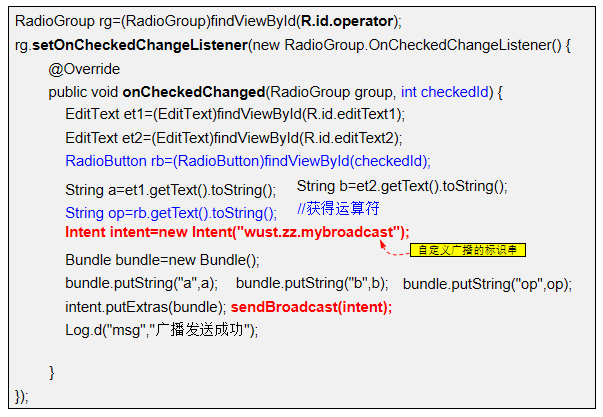 RadioGroup rg=(RadioGroup)findViewById(R.id.operator);
rg.setOnCheckedChangeListener(new RadioGroup.OnCheckedChangeListener() {
@Override
public void onCheckedChanged(RadioGroup group, int checkedId) {
EditText et1=(EditText)findViewById(R.id.editText1);
EditText et2=(EditText)findViewById(R.id.editText2);
RadioButton rb=(RadioButton)findViewById(checkedId);
String a=et1.getText().toString(); String b=et2.getText().toString();
String op=rb.getText().toString(); //获得运算符
Intent intent=new Intent("wust.zz.mybroadcast");
自定义广播的标识串
Bundle bundle=new Bundle();
bundle.putString("a",a); bundle.putString("b",b); bundle.putString("op",op);
intent.putExtras(bundle); sendBroadcast(intent);
Log.d("msg","广播发送成功");
}
});